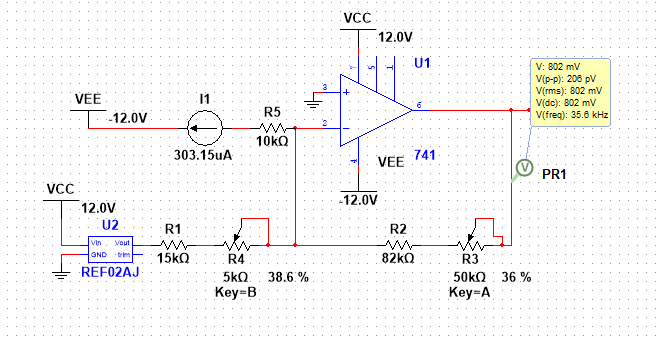 VCC
12.0V
U1
7
5
1
3
2
6
4
741
VEE
-12.0V
V: 802 mV
V(p-p): 206 pV
V(rms): 802 mV
V(dc): 802 mV
V(freq): 35.6 kHz
V
PR1
VEE
-12.0V
I1
303.15uA
R5
10kΩ
VCC
12.0V
U2
Vin
Vout
GND
trim
REF02AJ
R1
15kΩ
R4
5kΩ
38.6 %
Key=B
R2
82kΩ
R3
50kΩ
36 %
Key=A